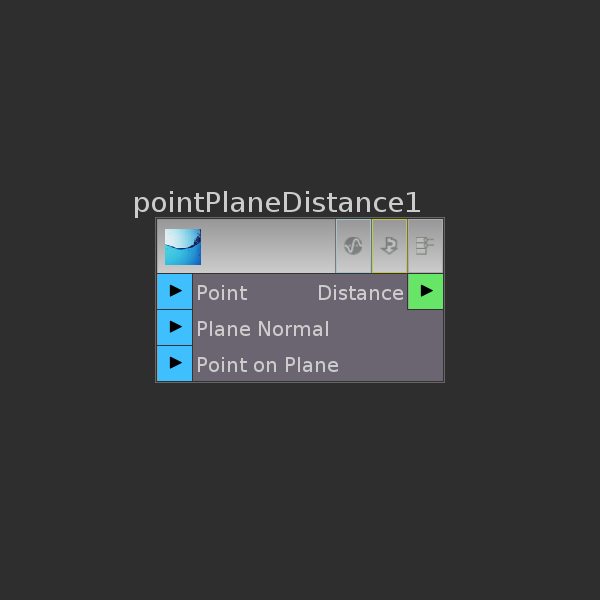 pointPlaneDistance1
Point Distance
Plane Normal
Point on Plane